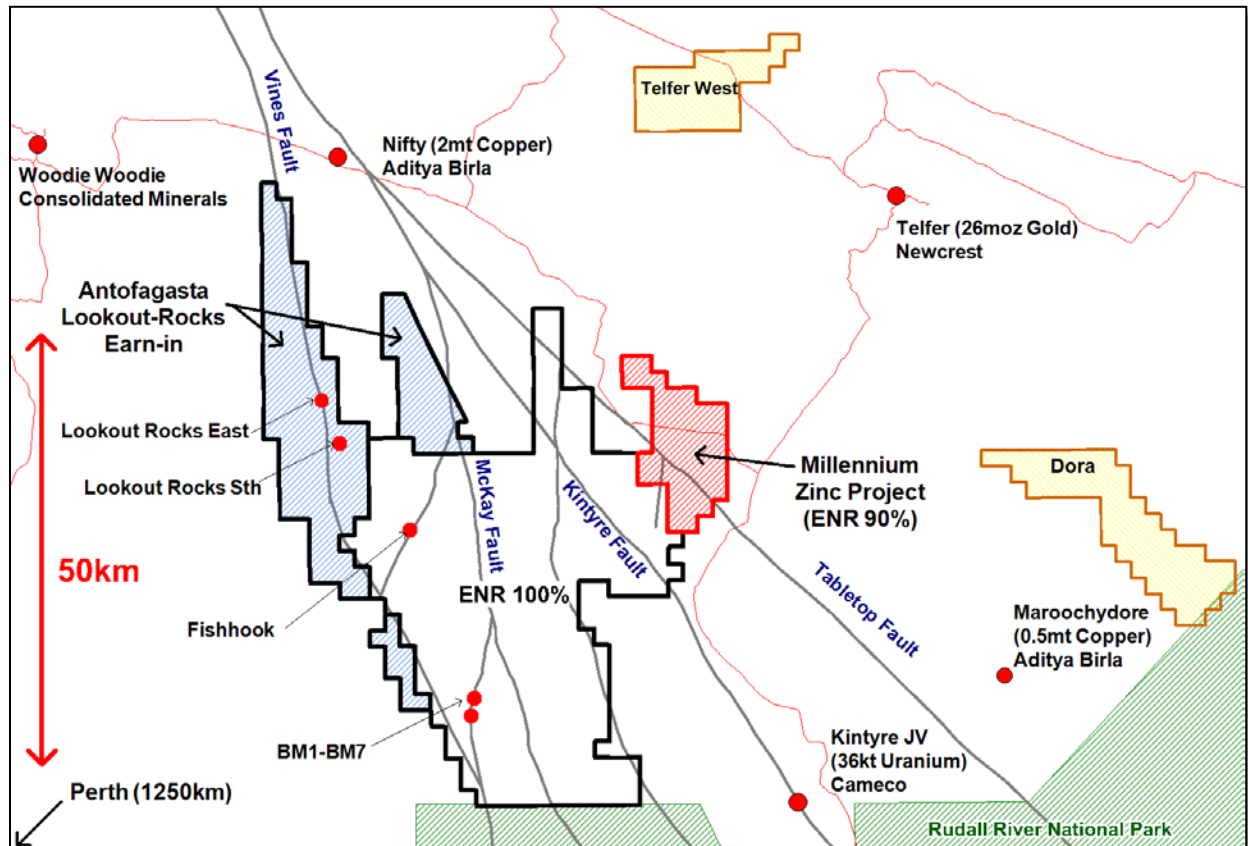 Vines Fault
Telfer West
Nifty (2mt Copper)
Aditya Birla
Woodie Woodie
Consolidated Minerals
Telfer (26moz Gold)
Newcrest
Antofagasta
Lookout-Rocks
Earn-in
Lookout Rocks East
Lookout Rocks Sth
McKay Fault
Kintyre Fault
Millennium
Zinc Project
(ENR 90%)
Dora
50km
Tabletop Fault
ENR 100%
Fishhook
Maroochydore
(0.5mt Copper)
Aditya Birla
BM1-BM7
Kintyre JV
(36kt Uranium)
Cameco
Perth (1250km)
Rudall River National Park